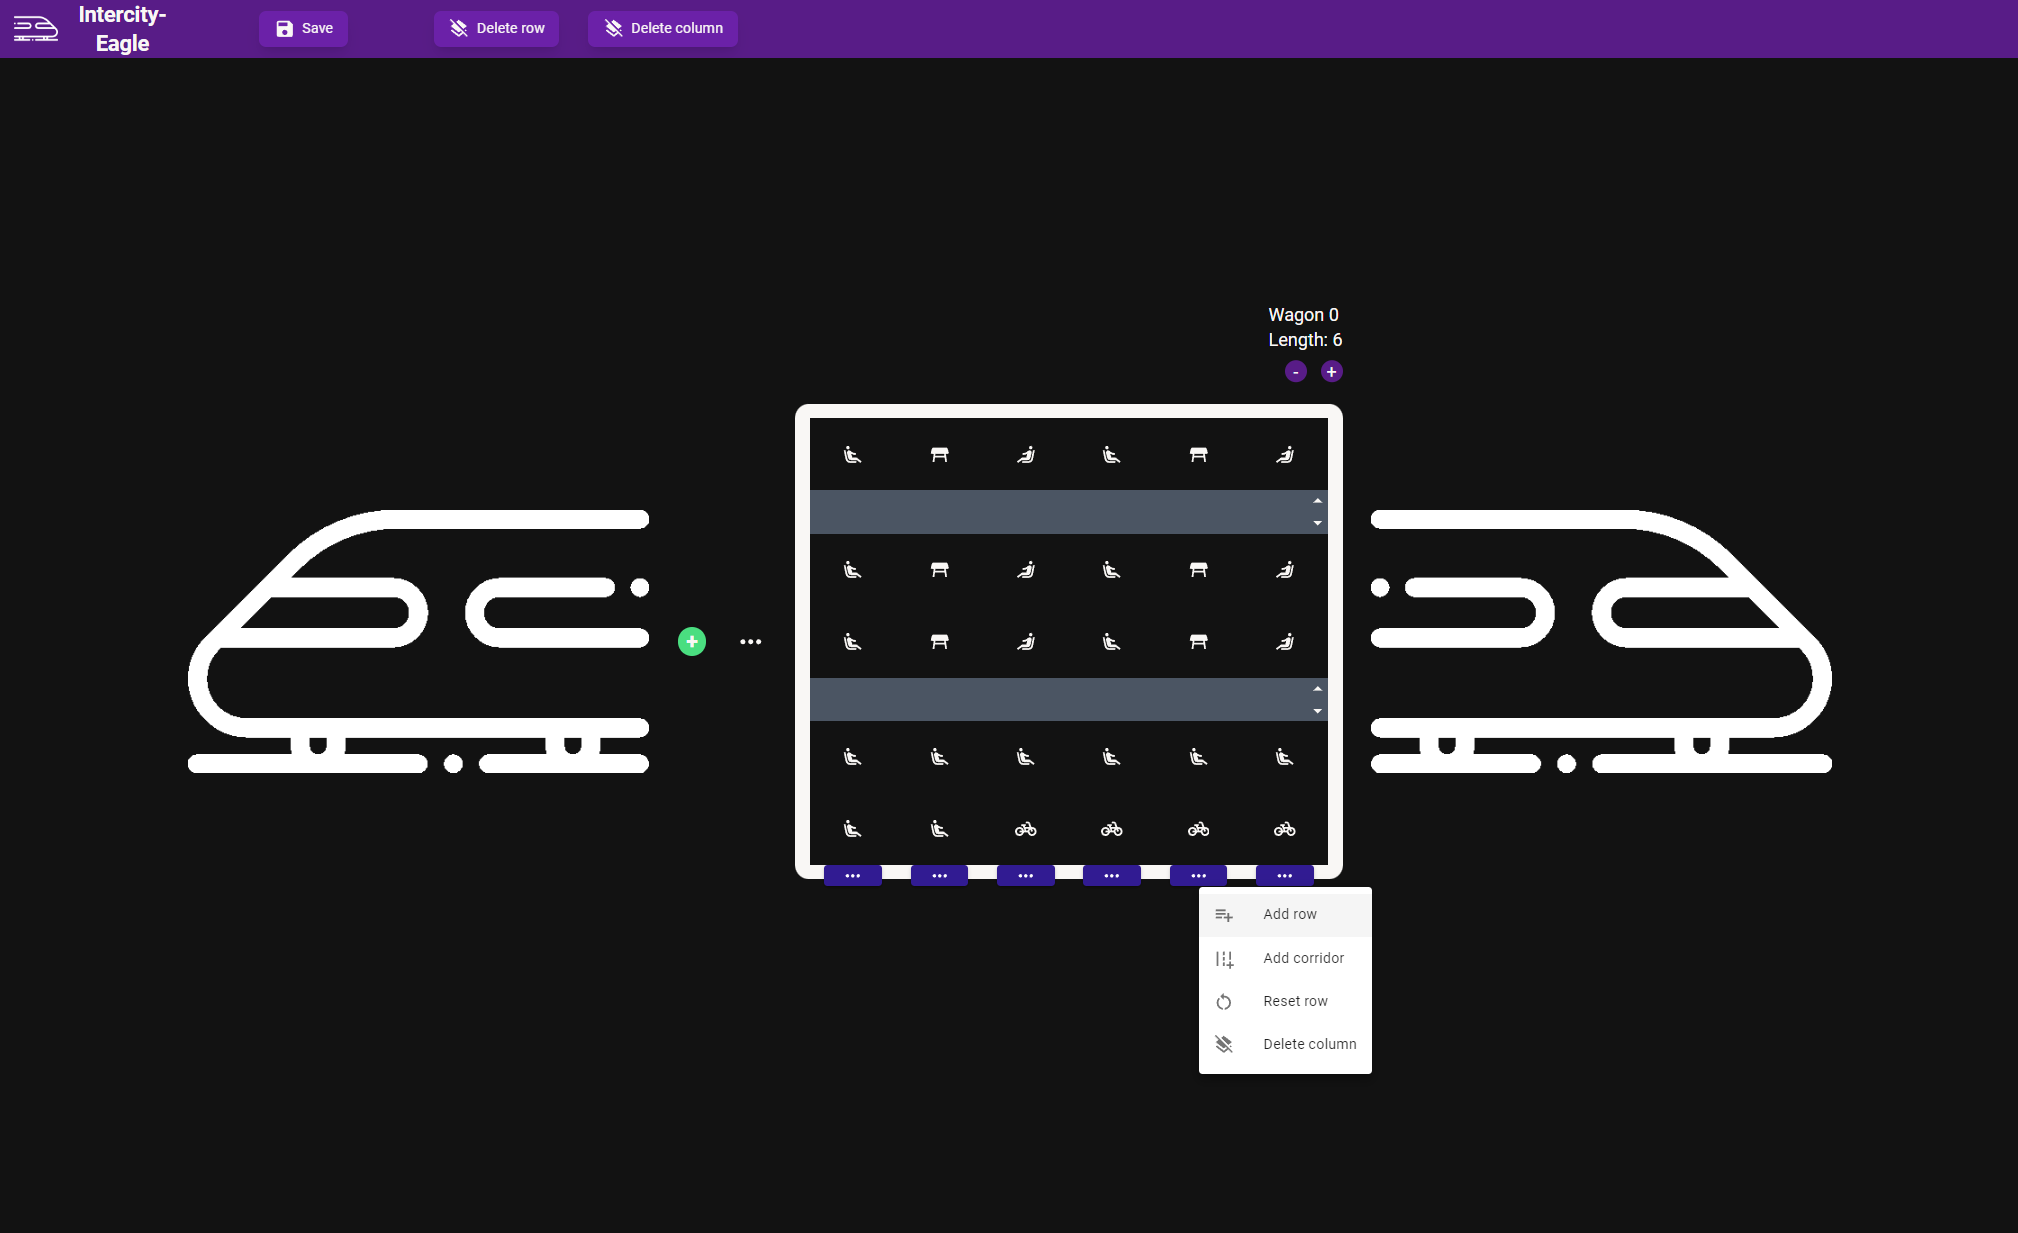 Intercity-
Eagle
Save
Delete row
Delete column
Wagon 0
Length: 6
- +
Add row
Add corridor
Reset row
Delete column